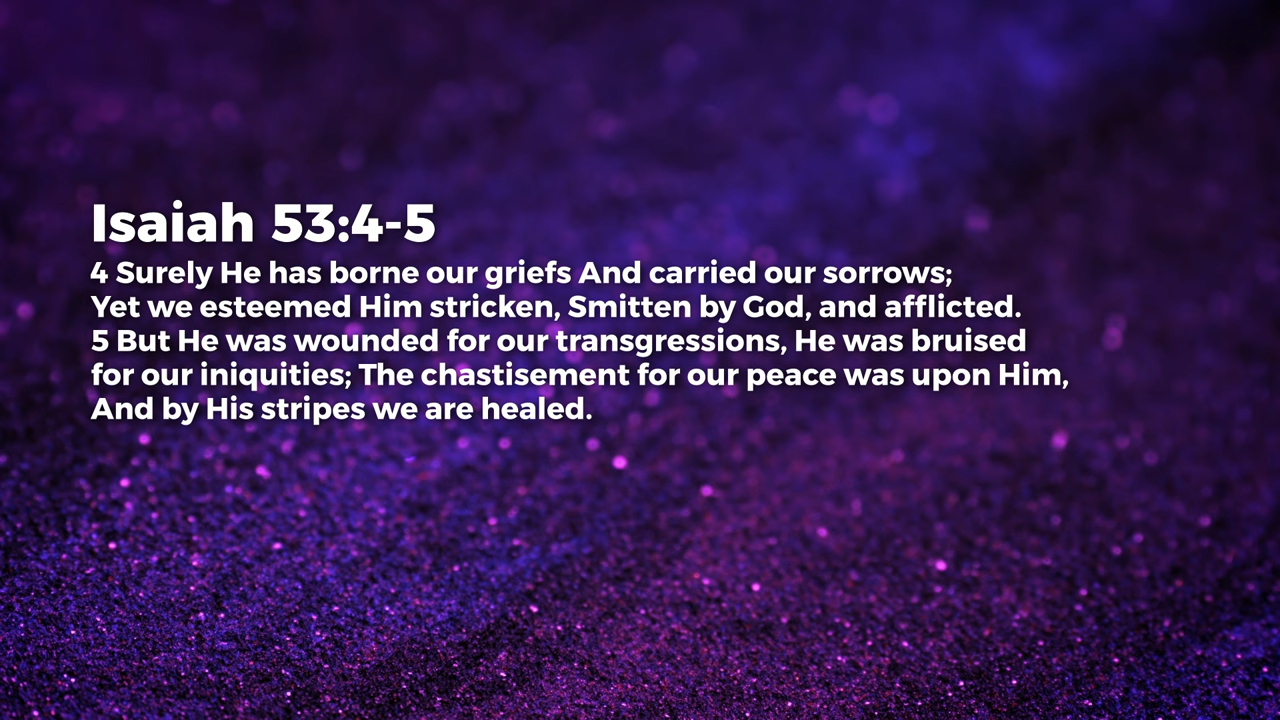 Isaiah 53:4-5
4 Surely He has borne our griefs And carried our sorrows;
Yet we esteemed Him stricken, Smitten by God, and afflicted.
5 But He was wounded for our transgressions, He was bruised
for our iniquities; The chastisement for our peace was upon Him,
And by His stripes we are healed.